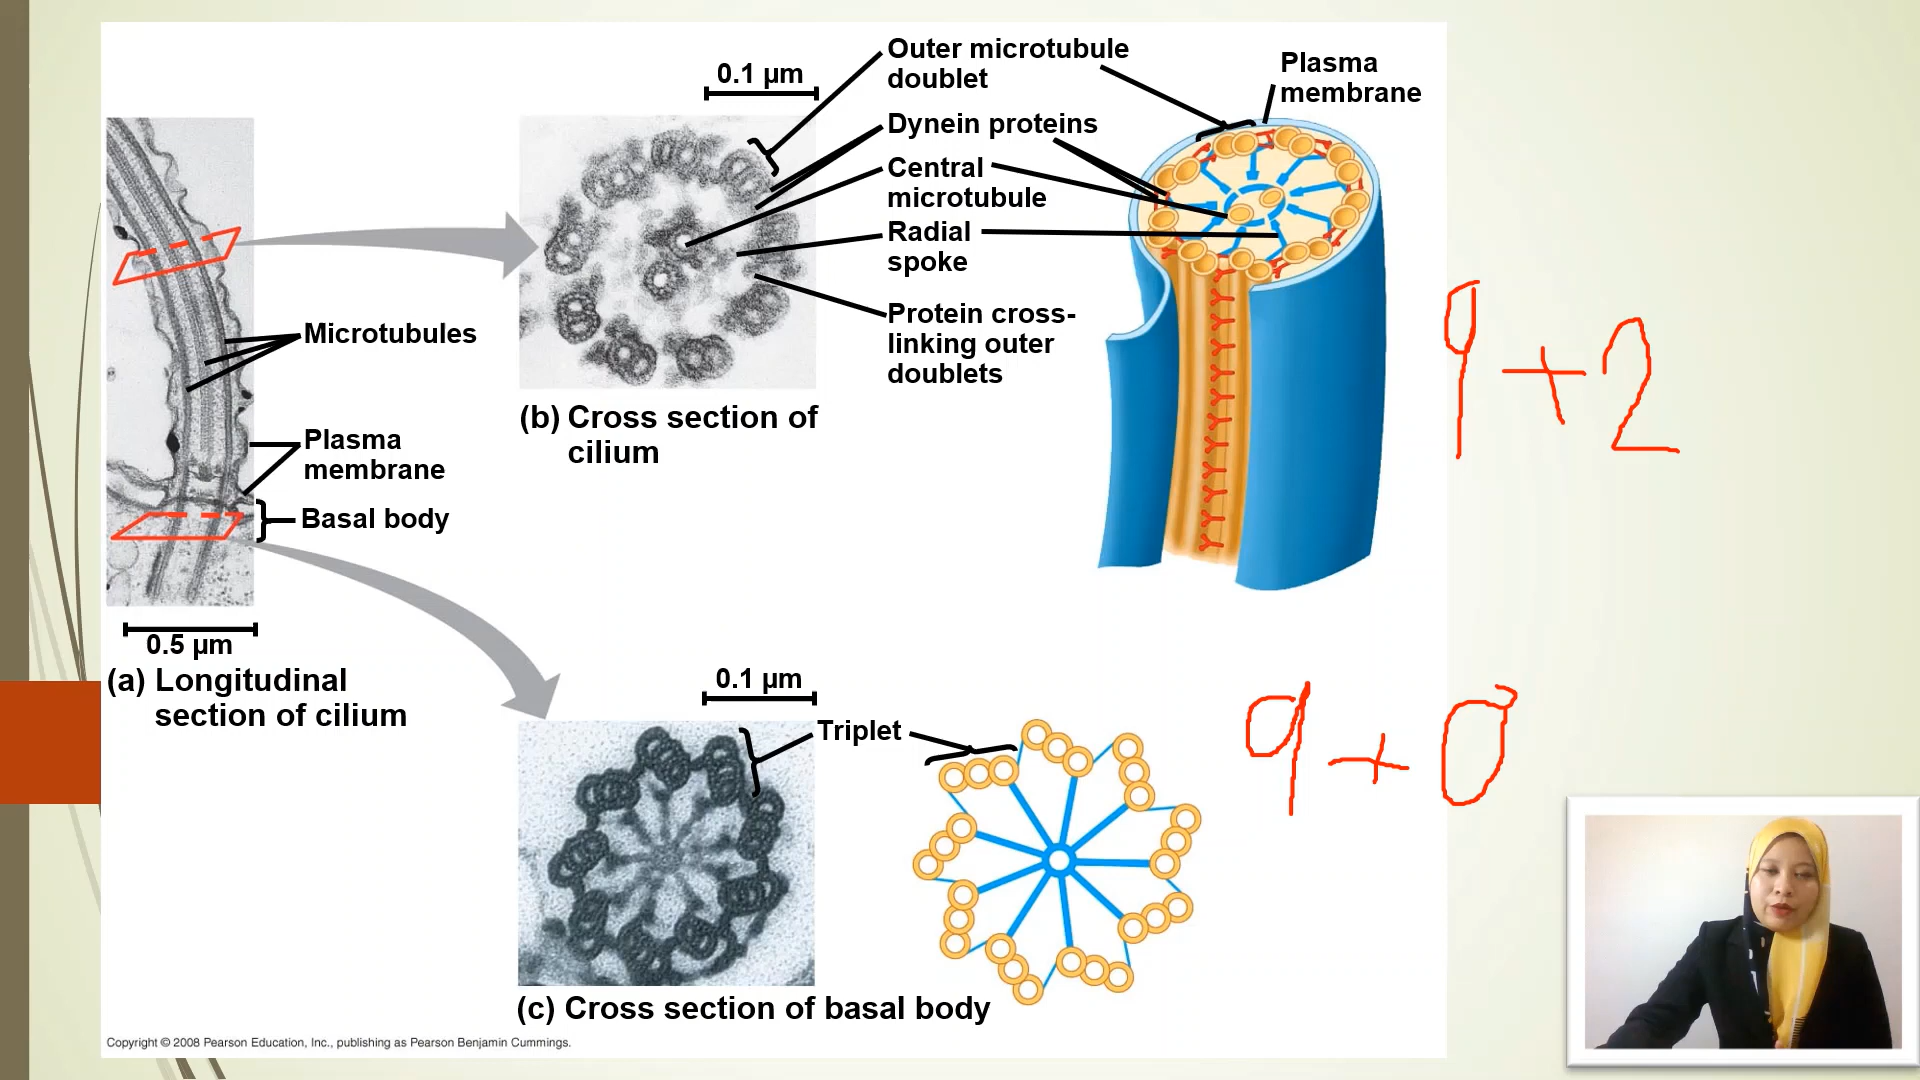 0.1 µm
Outer microtubule
doublet
Plasma
membrane
Dynein proteins
Central
microtubule
Radial
spoke
Protein cross-
linking outer
doublets
Microtubules
Plasma
membrane
Basal body
(b) Cross section of
cilium
9+2
0.5 µm
(a) Longitudinal
section of cilium
0.1 µm
Triplet
9+0
(c) Cross section of basal body
Copyright © 2008 Pearson Education, Inc., publishing as Pearson Benjamin Cummings.